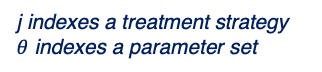 j indexes a treatment strategy
θ indexes a parameter set